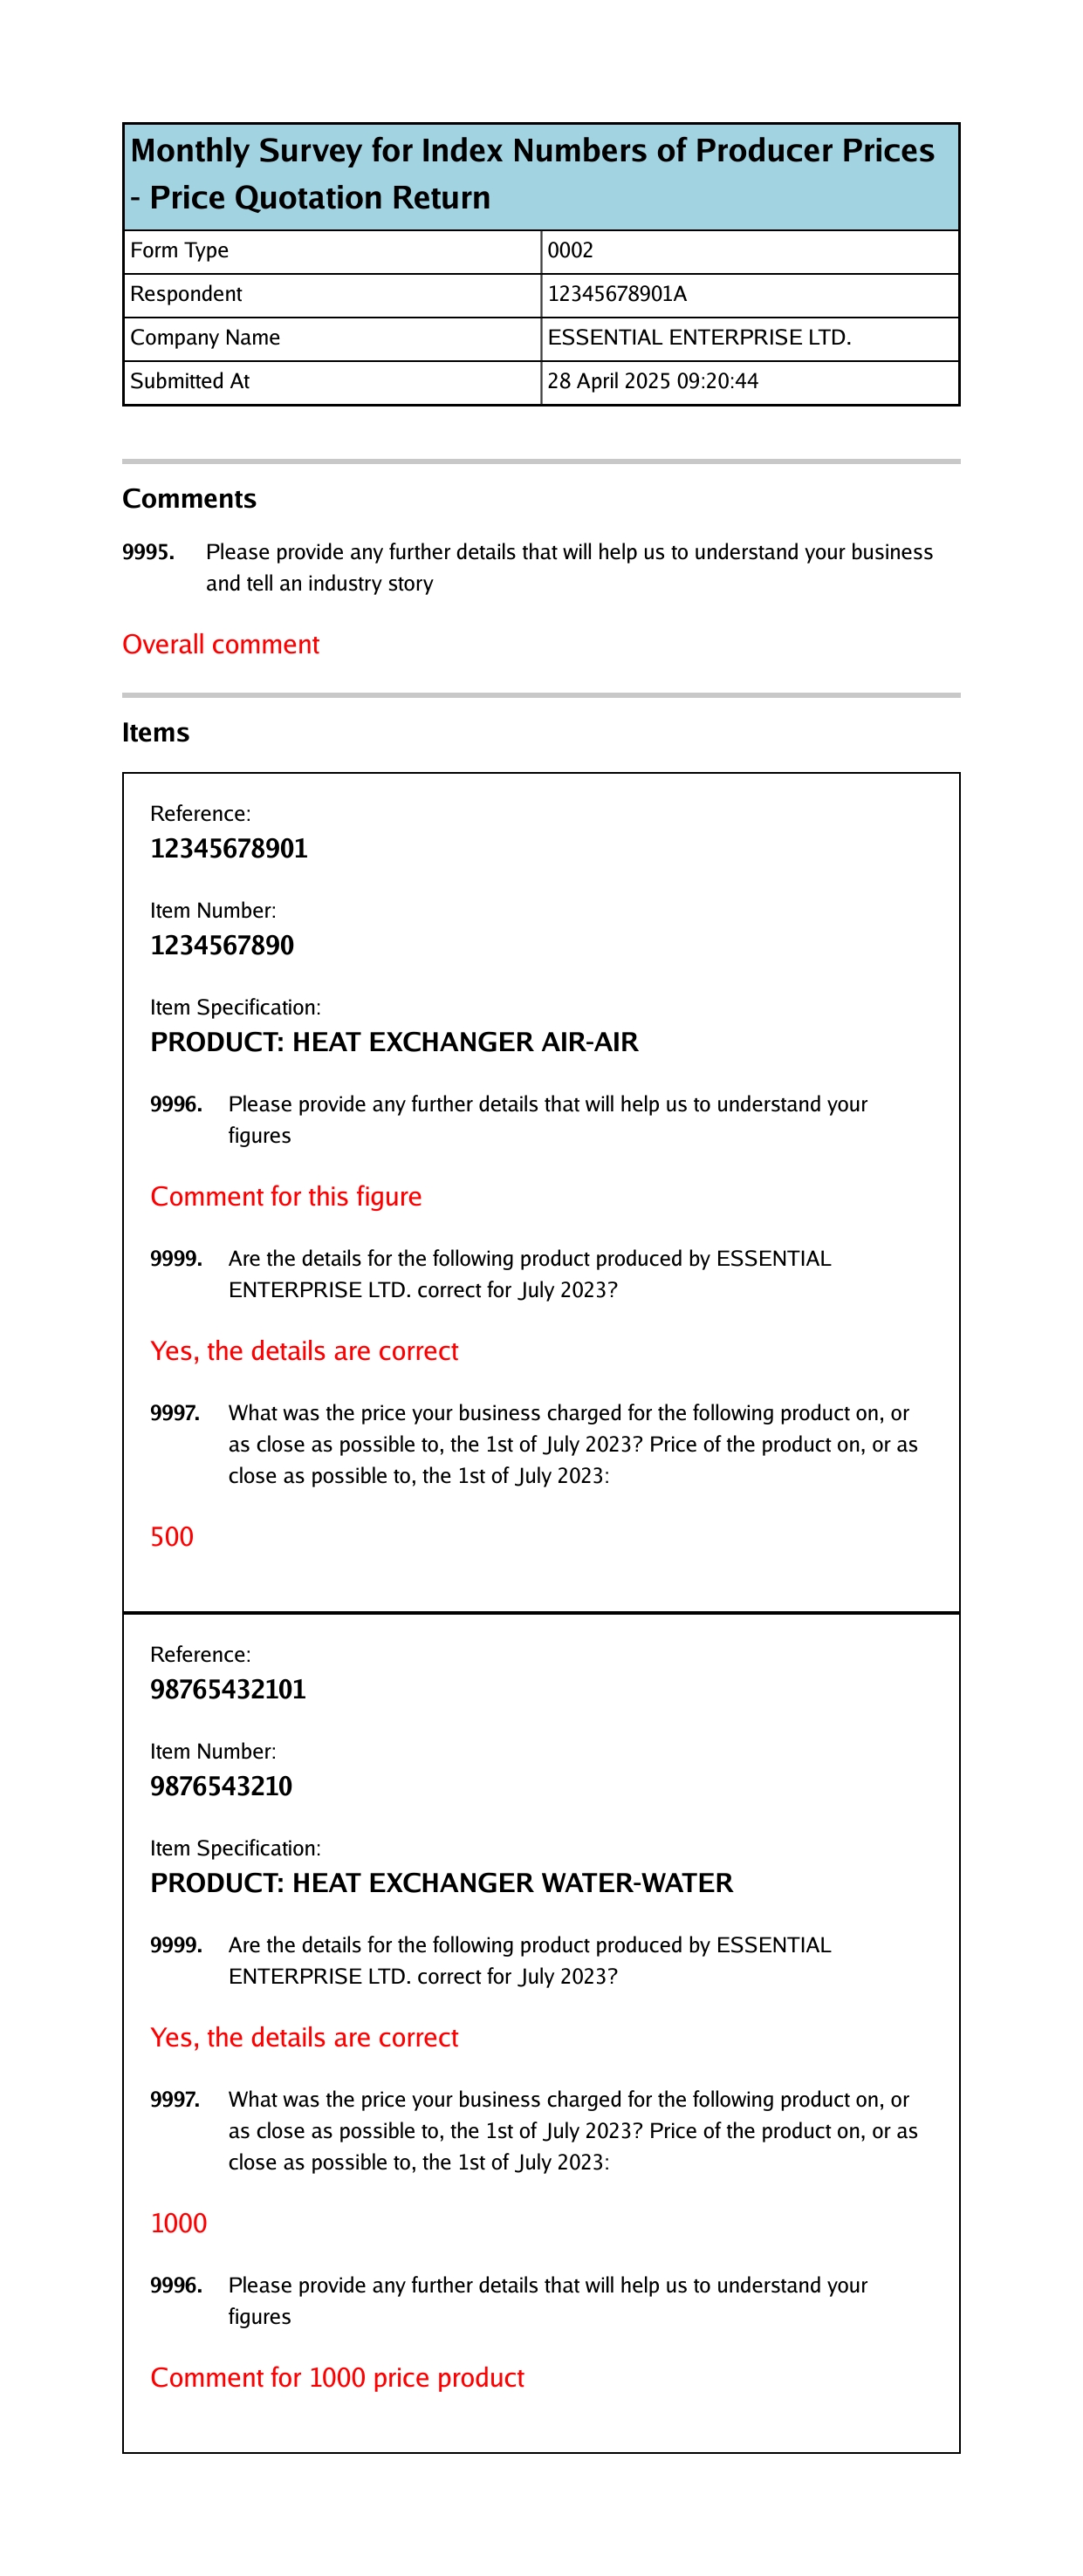 Monthly Survey for Index Numbers of Producer Prices
- Price Quotation Return
Form Type 0002
Respondent 12345678901A
Company Name ESSENTIAL ENTERPRISE LTD.
Submitted At 28 April 2025 09:20:44
Comments
9995. Please provide any further details that will help us to understand your business
and tell an industry story
Overall comment
Items
Reference:
12345678901
Item Number:
1234567890
Item Specification:
PRODUCT: HEAT EXCHANGER AIR-AIR
9996. Please provide any further details that will help us to understand your
figures
Comment for this figure
9999. Are the details for the following product produced by ESSENTIAL
ENTERPRISE LTD. correct for July 2023?
Yes, the details are correct
9997. What was the price your business charged for the following product on, or
as close as possible to, the 1st of July 2023? Price of the product on, or as
close as possible to, the 1st of July 2023:
500
Reference:
98765432101
Item Number:
9876543210
Item Specification:
PRODUCT: HEAT EXCHANGER WATER-WATER
9999. Are the details for the following product produced by ESSENTIAL
ENTERPRISE LTD. correct for July 2023?
Yes, the details are correct
9997. What was the price your business charged for the following product on, or
as close as possible to, the 1st of July 2023? Price of the product on, or as
close as possible to, the 1st of July 2023:
1000
9996. Please provide any further details that will help us to understand your
figures
Comment for 1000 price product